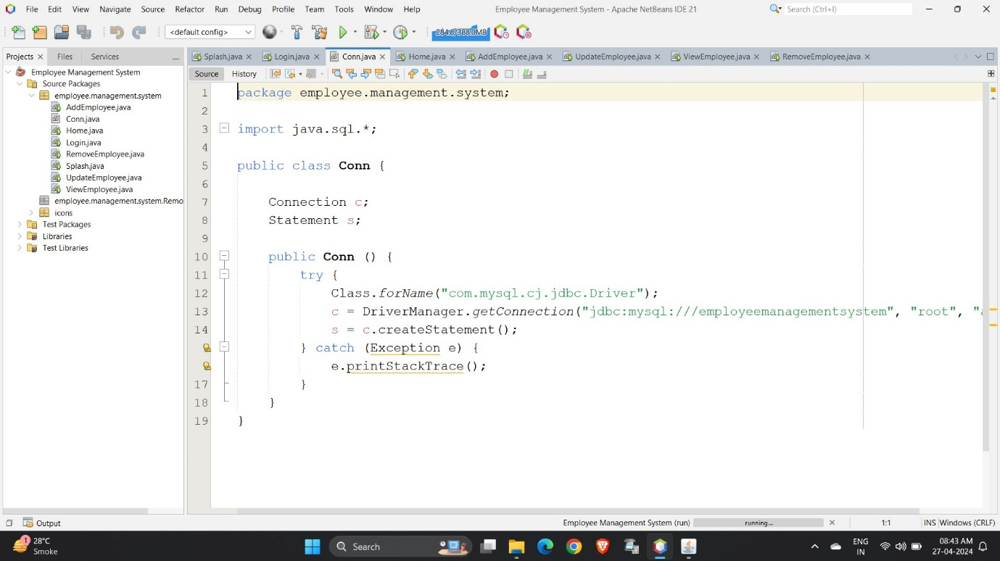 File Edit View Navigate Source Refactor Run Debug Profile Team Tools Window Help Employee Management System - Apache NetBeans IDE 21 Search (Ctrl+I)
<default config> 284.8/388.0MB
Projects Files Services
Splash.java Login.java Conn.java Home.java AddEmployee.java UpdateEmployee.java ViewEmployee.java RemoveEmployee.java
Source History
Employee Management System
Source Packages
employee.management.system
AddEmployee.java
Conn.java
Home.java
Login.java
RemoveEmployee.java
Splash.java
UpdateEmployee.java
ViewEmployee.java
employee.management.system.Remo
icons
Test Packages
Libraries
Test Libraries
1 package employee.management.system;
2
3 import java.sql.*;
4
5 public class Conn {
6
7 Connection c;
8 Statement s;
9
10 public Conn () {
11 try {
12 Class.forName("com.mysql.cj.jdbc.Driver");
13 c = DriverManager.getConnection("jdbc:mysql:///employeemanagementsystem", "root", "
14 s = c.createStatement();
} catch (Exception e) {
e.printStackTrace();
17 }
18 }
19 }
Output Employee Management System (run) running... 1:1 INS Windows (CRLF)
1 28°C
Smoke
Search
ENG
IN
08:43 AM
27-04-2024